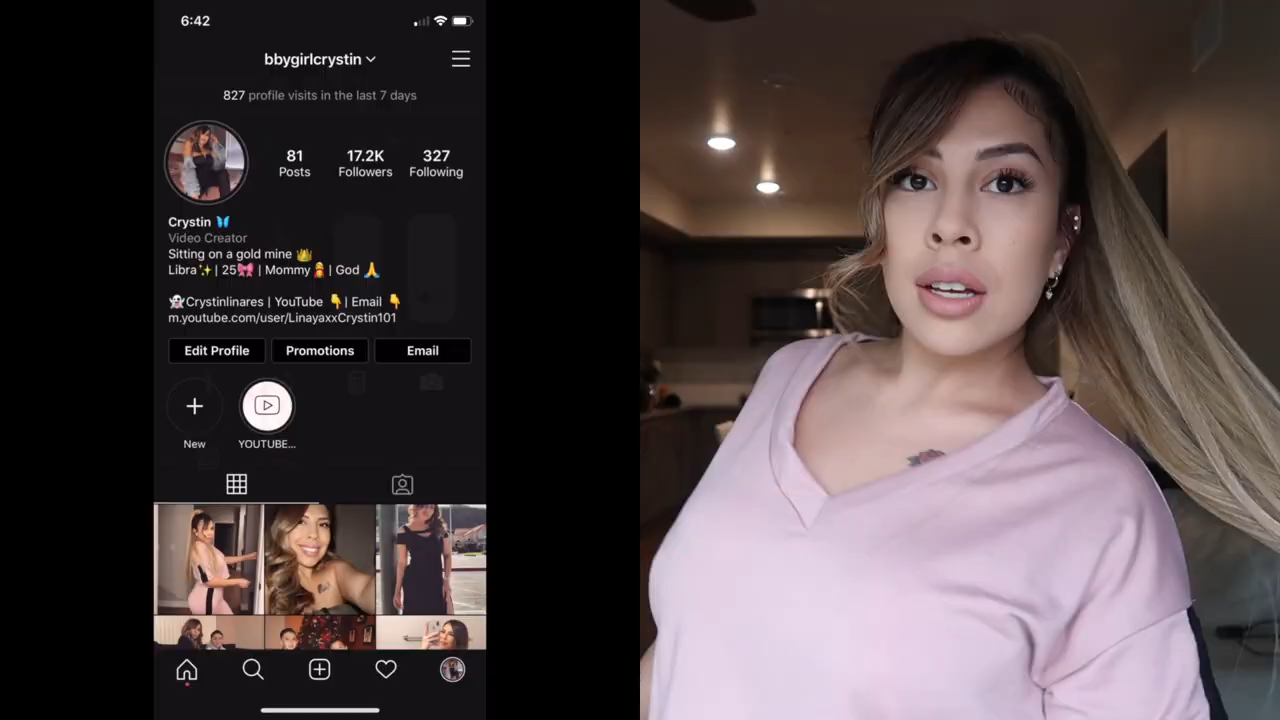 6:42
bbygirlcrystin
827 profile visits in the last 7 days
81 17.2K 327
Posts Followers Following
Crystin 🦋
Video Creator
Sitting on a gold mine 👑
Libra✨| 25🎀 | Mommy👩‍👦 | God 🙏
👻Crystinlinares | YouTube 👇| Email 👇
m.youtube.com/user/LinayaxxCrystin101
Edit Profile Promotions Email
New YOUTUBE...